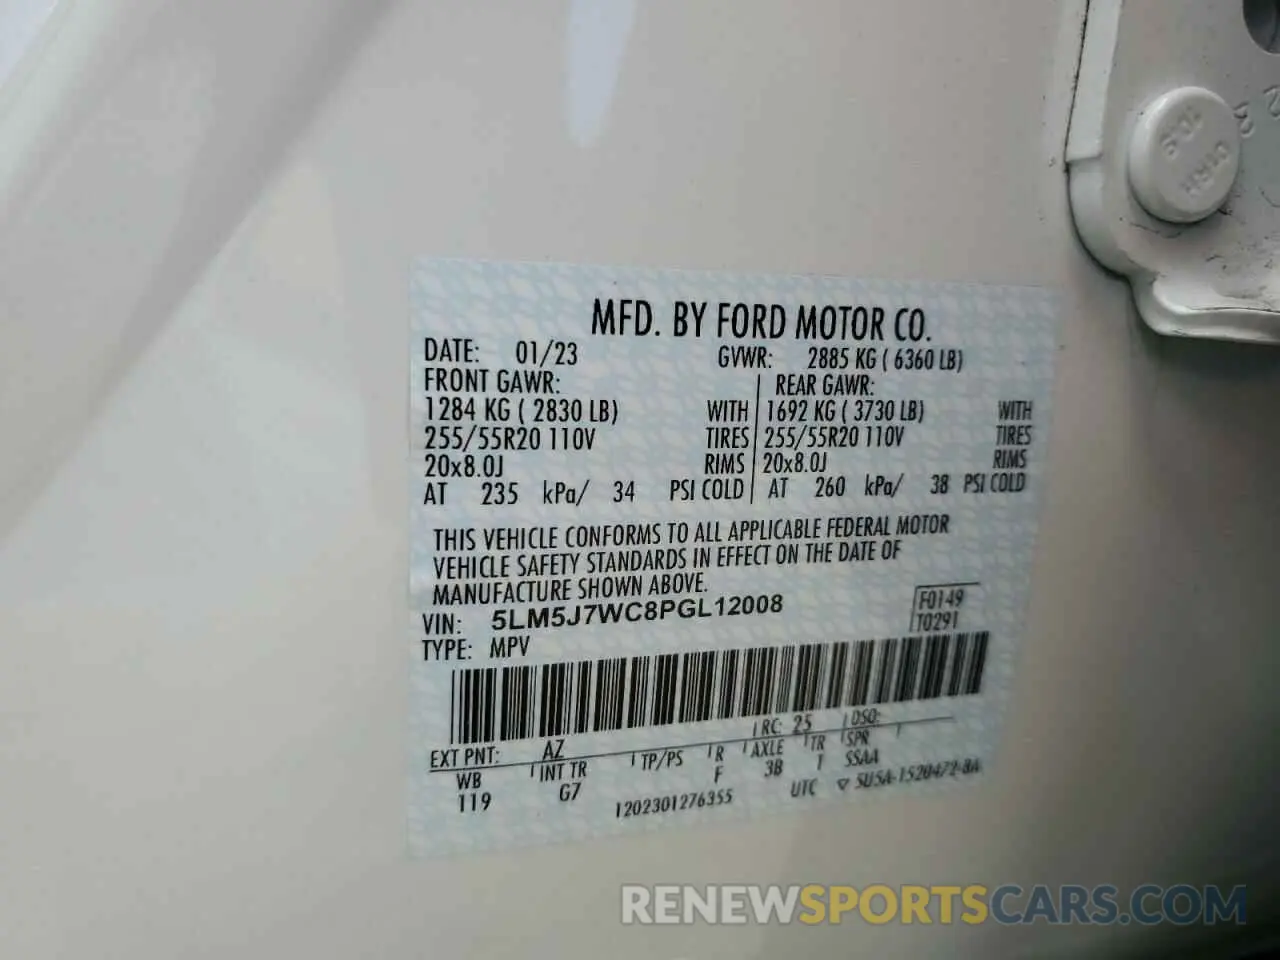 MFD. BY FORD MOTOR CO.
DATE: 01/23 GVWR: 2885 KG ( 6360 LB)
FRONT GAWR: REAR GAWR:
1284 KG ( 2830 LB) WITH 1692 KG ( 3730 LB) WITH
255/55R20 110V TIRES 255/55R20 110V TIRES
20x8.0J RIMS 20x8.0J RIMS
AT 235 kPa/ 34 PSI COLD AT 260 kPa/ 38 PSI COLD
THIS VEHICLE CONFORMS TO ALL APPLICABLE FEDERAL MOTOR
VEHICLE SAFETY STANDARDS IN EFFECT ON THE DATE OF
MANUFACTURE SHOWN ABOVE.
VIN: 5LM5J7WC8PGL12008 F0149
TYPE: MPV T0291
EXT PNT: AZ RC: 25 DSO:
WB INT TR TP/PS R AXLE TR SPR
119 G7 F 38 1 SSAA
1202301276355 UTC 5U5A-1520472-BA
10.9
RENEWSPORTSCARS.COM